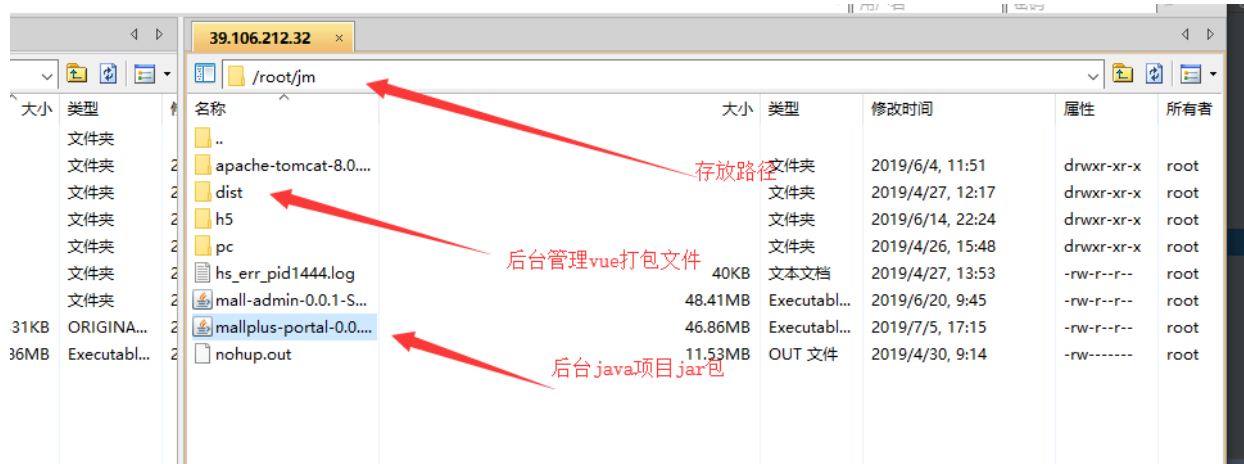 39.106.212.32 ×
/root/jm
大小 类型
名称 大小 类型 修改时间 属性 所有者
文件夹
..
存放路径
文件夹 2
apache-tomcat-8.0.... 文件夹 2019/6/4, 11:51 drwxr-xr-x root
文件夹 2
dist 文件夹 2019/4/27, 12:17 drwxr-xr-x root
文件夹 2
h5 文件夹 2019/6/14, 22:24 drwxr-xr-x root
文件夹 2
pc 文件夹 2019/4/26, 15:48 drwxr-xr-x root
后台管理vue打包文件
文件夹 2
hs_err_pid1444.log 40KB 文本文档 2019/4/27, 13:53 -rw-r--r-- root
文件夹 2
mall-admin-0.0.1-S... 48.41MB Executabl... 2019/6/20, 9:45 -rw-r--r-- root
31KB ORIGINA... 2
mallplus-portal-0.0.... 46.86MB Executabl... 2019/7/5, 17:15 -rw-r--r-- root
36MB Executabl... 2
nohup.out 11.53MB OUT 文件 2019/4/30, 9:14 -rw------- root
后台java项目jar包